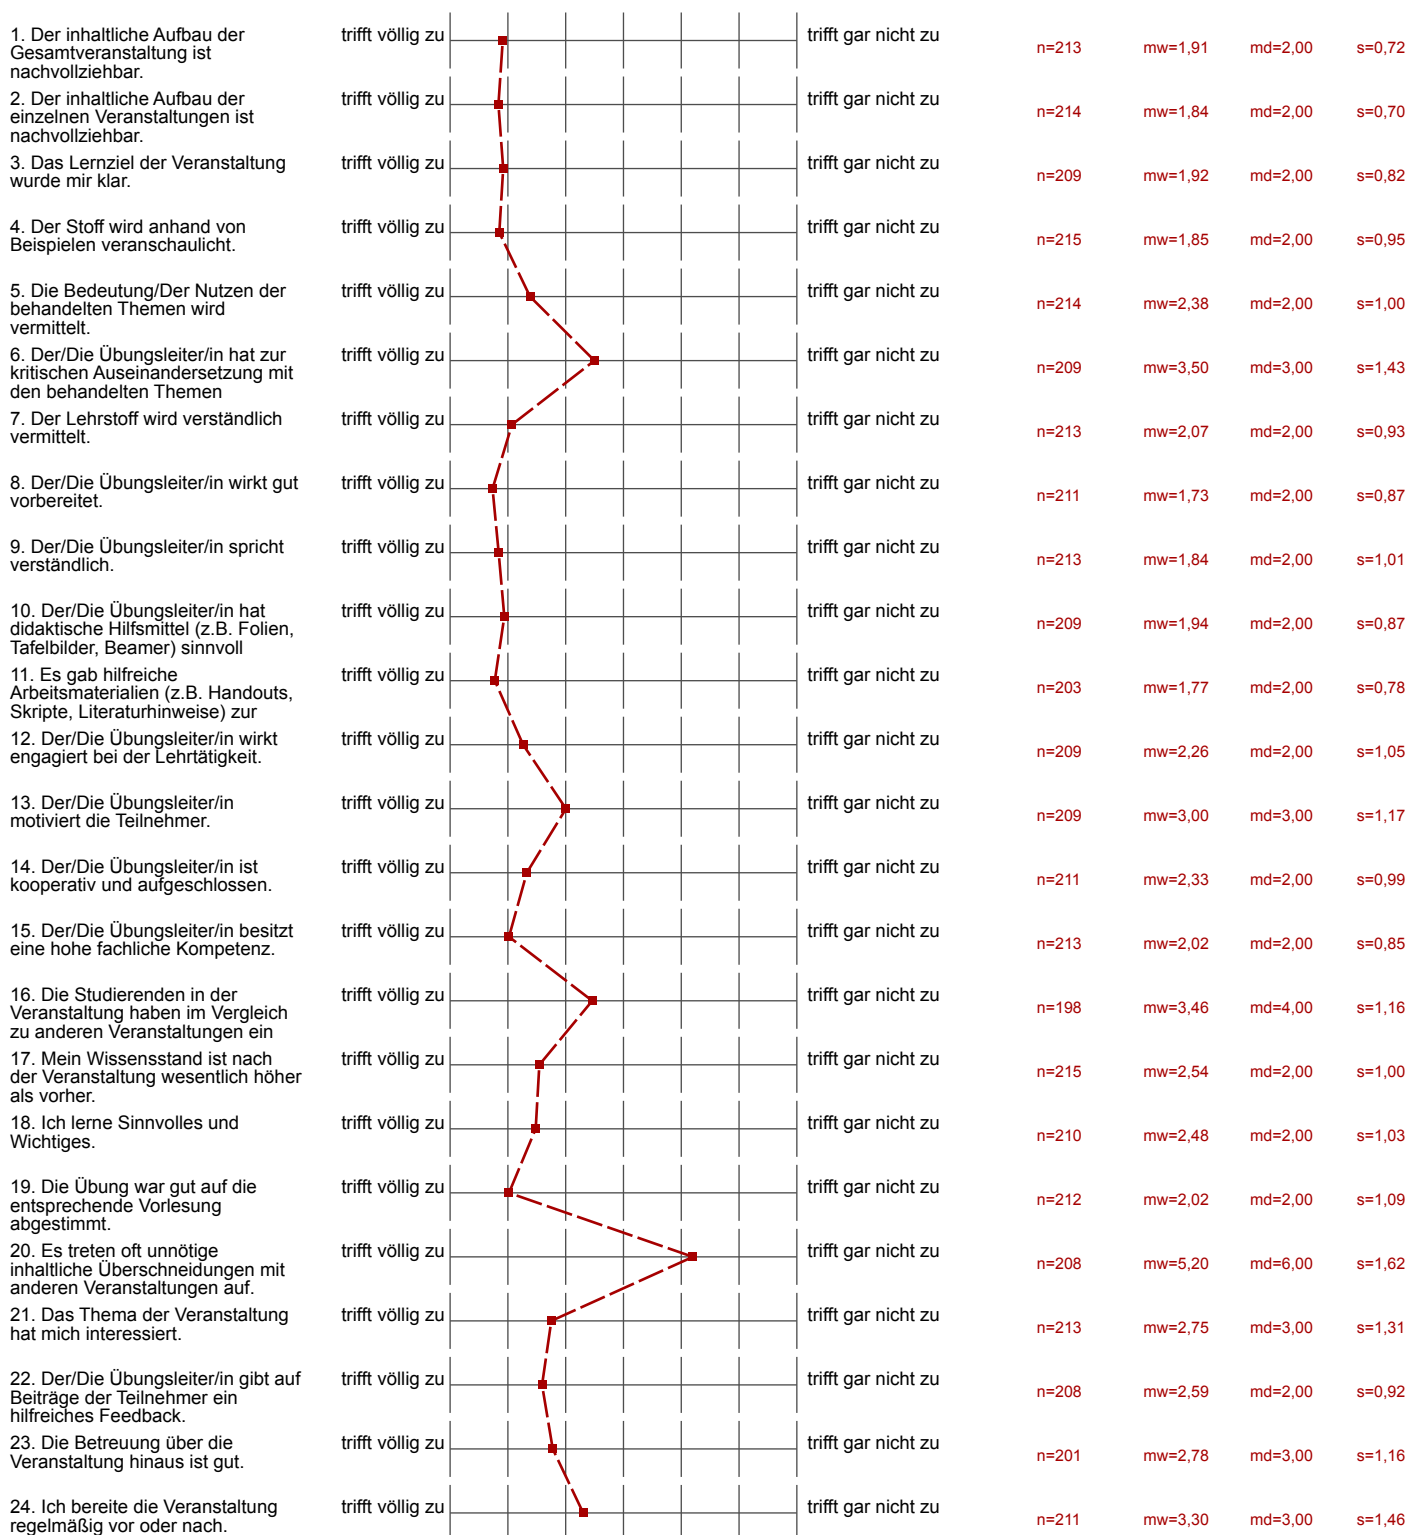 1. Der inhaltliche Aufbau der
Gesamtveranstaltung ist
nachvollziehbar.
trifft völlig zu
trifft gar nicht zu
n=213 mw=1,91 md=2,00 s=0,72
2. Der inhaltliche Aufbau der
einzelnen Veranstaltungen ist
nachvollziehbar.
trifft völlig zu
trifft gar nicht zu
n=214 mw=1,84 md=2,00 s=0,70
3. Das Lernziel der Veranstaltung
wurde mir klar.
trifft völlig zu
trifft gar nicht zu
n=209 mw=1,92 md=2,00 s=0,82
4. Der Stoff wird anhand von
Beispielen veranschaulicht.
trifft völlig zu
trifft gar nicht zu
n=215 mw=1,85 md=2,00 s=0,95
5. Die Bedeutung/Der Nutzen der
behandelten Themen wird
vermittelt.
trifft völlig zu
trifft gar nicht zu
n=214 mw=2,38 md=2,00 s=1,00
6. Der/Die Übungsleiter/in hat zur
kritischen Auseinandersetzung mit
den behandelten Themen
trifft völlig zu
trifft gar nicht zu
n=209 mw=3,50 md=3,00 s=1,43
7. Der Lehrstoff wird verständlich
vermittelt.
trifft völlig zu
trifft gar nicht zu
n=213 mw=2,07 md=2,00 s=0,93
8. Der/Die Übungsleiter/in wirkt gut
vorbereitet.
trifft völlig zu
trifft gar nicht zu
n=211 mw=1,73 md=2,00 s=0,87
9. Der/Die Übungsleiter/in spricht
verständlich.
trifft völlig zu
trifft gar nicht zu
n=213 mw=1,84 md=2,00 s=1,01
10. Der/Die Übungsleiter/in hat
didaktische Hilfsmittel (z.B. Folien,
Tafelbilder, Beamer) sinnvoll
trifft völlig zu
trifft gar nicht zu
n=209 mw=1,94 md=2,00 s=0,87
11. Es gab hilfreiche
Arbeitsmaterialien (z.B. Handouts,
Skripte, Literaturhinweise) zur
trifft völlig zu
trifft gar nicht zu
n=203 mw=1,77 md=2,00 s=0,78
12. Der/Die Übungsleiter/in wirkt
engagiert bei der Lehrtätigkeit.
trifft völlig zu
trifft gar nicht zu
n=209 mw=2,26 md=2,00 s=1,05
13. Der/Die Übungsleiter/in
motiviert die Teilnehmer.
trifft völlig zu
trifft gar nicht zu
n=209 mw=3,00 md=3,00 s=1,17
14. Der/Die Übungsleiter/in ist
kooperativ und aufgeschlossen.
trifft völlig zu
trifft gar nicht zu
n=211 mw=2,33 md=2,00 s=0,99
15. Der/Die Übungsleiter/in besitzt
eine hohe fachliche Kompetenz.
trifft völlig zu
trifft gar nicht zu
n=213 mw=2,02 md=2,00 s=0,85
16. Die Studierenden in der
Veranstaltung haben im Vergleich
zu anderen Veranstaltungen ein
trifft völlig zu
trifft gar nicht zu
n=198 mw=3,46 md=4,00 s=1,16
17. Mein Wissensstand ist nach
der Veranstaltung wesentlich höher
als vorher.
trifft völlig zu
trifft gar nicht zu
n=215 mw=2,54 md=2,00 s=1,00
18. Ich lerne Sinnvolles und
Wichtiges.
trifft völlig zu
trifft gar nicht zu
n=210 mw=2,48 md=2,00 s=1,03
19. Die Übung war gut auf die
entsprechende Vorlesung
abgestimmt.
trifft völlig zu
trifft gar nicht zu
n=212 mw=2,02 md=2,00 s=1,09
20. Es treten oft unnötige
inhaltliche Überschneidungen mit
anderen Veranstaltungen auf.
trifft völlig zu
trifft gar nicht zu
n=208 mw=5,20 md=6,00 s=1,62
21. Das Thema der Veranstaltung
hat mich interessiert.
trifft völlig zu
trifft gar nicht zu
n=213 mw=2,75 md=3,00 s=1,31
22. Der/Die Übungsleiter/in gibt auf
Beiträge der Teilnehmer ein
hilfreiches Feedback.
trifft völlig zu
trifft gar nicht zu
n=208 mw=2,59 md=2,00 s=0,92
23. Die Betreuung über die
Veranstaltung hinaus ist gut.
trifft völlig zu
trifft gar nicht zu
n=201 mw=2,78 md=3,00 s=1,16
24. Ich bereite die Veranstaltung
regelmäßig vor oder nach.
trifft völlig zu
trifft gar nicht zu
n=211 mw=3,30 md=3,00 s=1,46